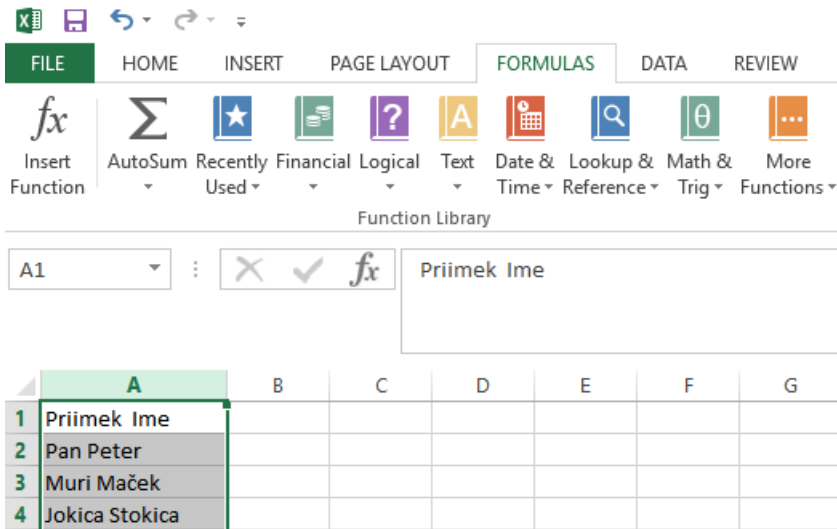 FILE HOME INSERT PAGE LAYOUT FORMULAS DATA REVIEW
fx Σ ? A θ
Insert Function
AutoSum
Recently Used
Financial
Logical
Text
Date & Time
Lookup & Reference
Math & Trig
More Functions
Function Library
A1 fx Priimek Ime
A B C D E F G
1 Priimek Ime
2 Pan Peter
3 Muri Maček
4 Jokica Stokica